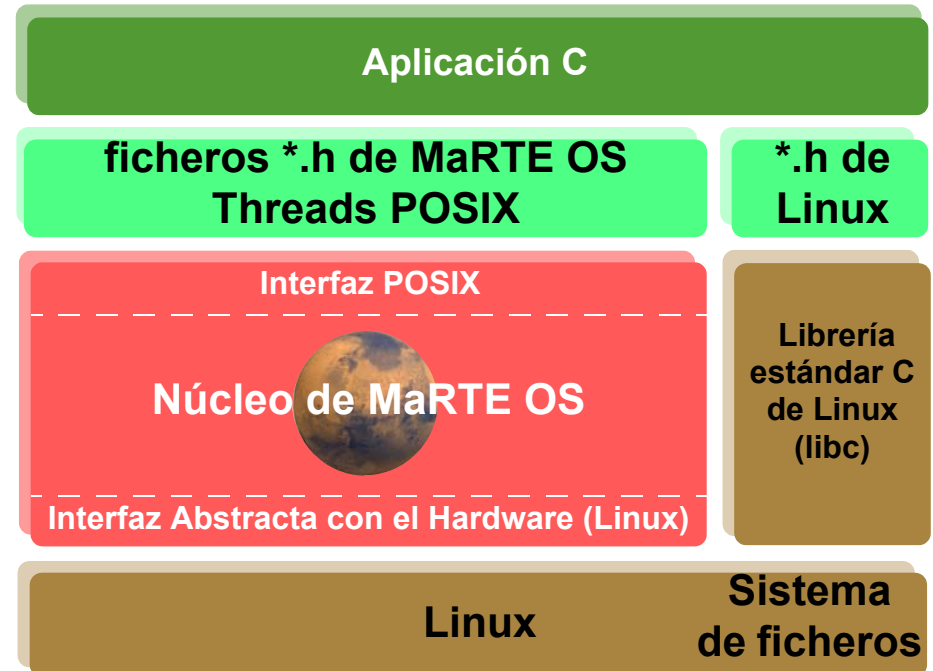 Aplicación C
ficheros *.h de MaRTE OS
Threads POSIX
*.h de
Linux
Interfaz POSIX
Núcleo de MaRTE OS
Interfaz Abstracta con el Hardware (Linux)
Librería
estándar C
de Linux
(libc)
Linux
Sistema
de ficheros